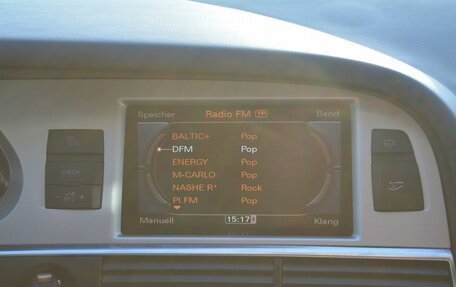 Speicher Radio FM TP Band
BALTIC+ Pop
DFM Pop
ENERGY Pop
M-CARLO Pop
NASHE R* Rock
PI.FM Pop
Manuell 15:17 Klang
CHECK